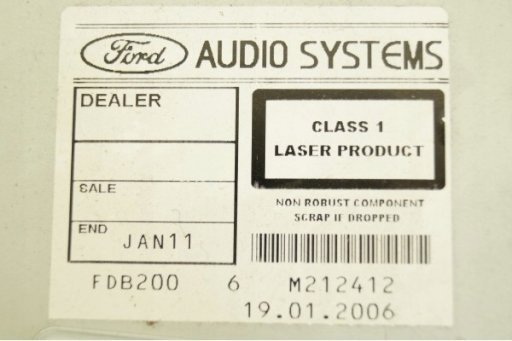 Ford AUDIO SYSTEMS
DEALER
CLASS 1
LASER PRODUCT
SALE
NON ROBUST COMPONENT
SCRAP IF DROPPED
END JAN11
FDB200 6 M212412
19.01.2006